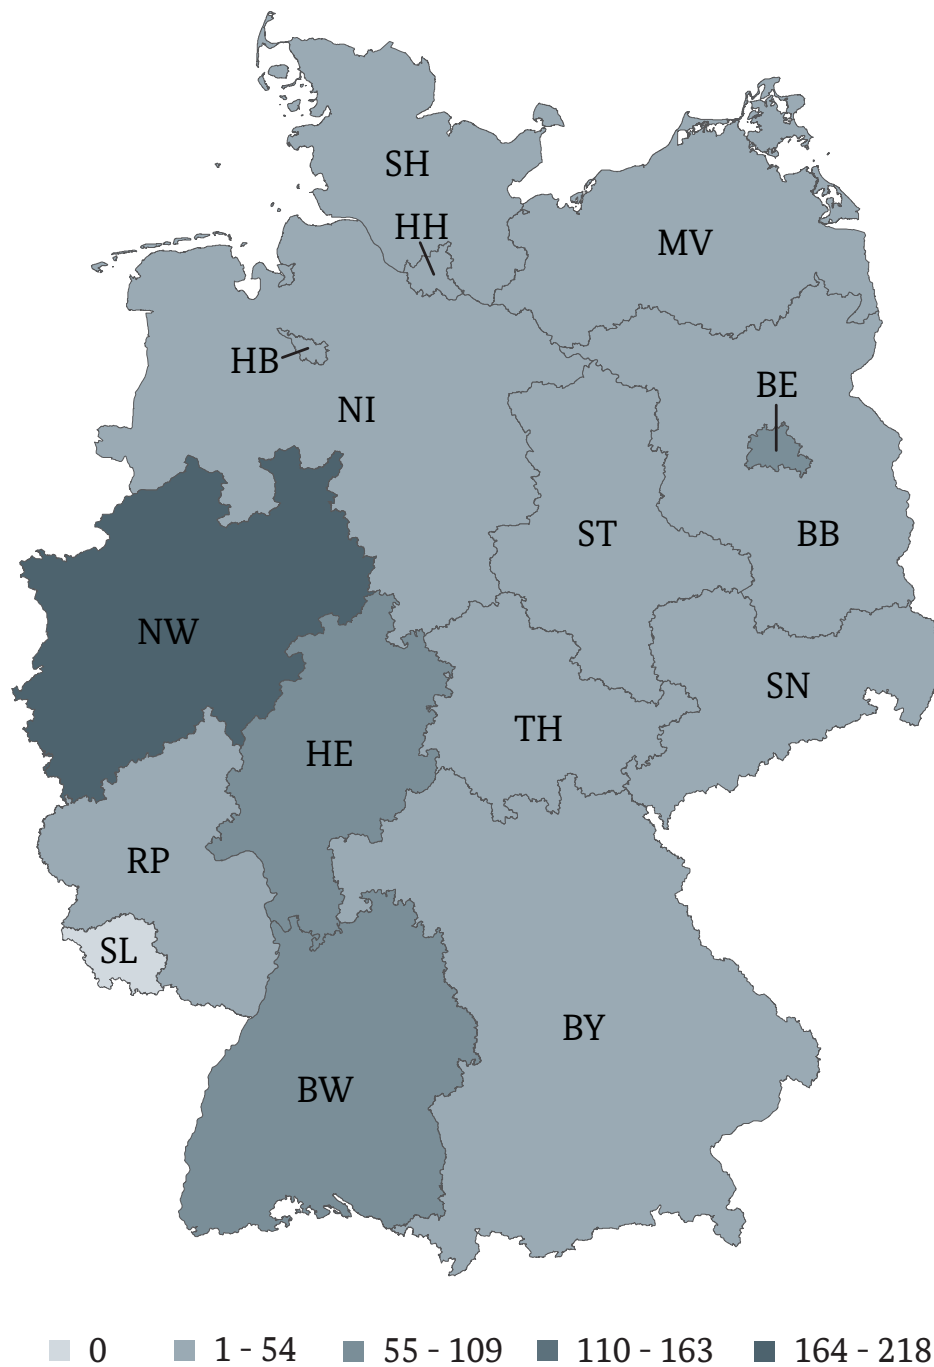 SH
HH
MV
HB
BE
NI
ST
BB
NW
SN
TH
HE
RP
SL
BY
BW
0
1 - 54
55 - 109
110 - 163
164 - 218